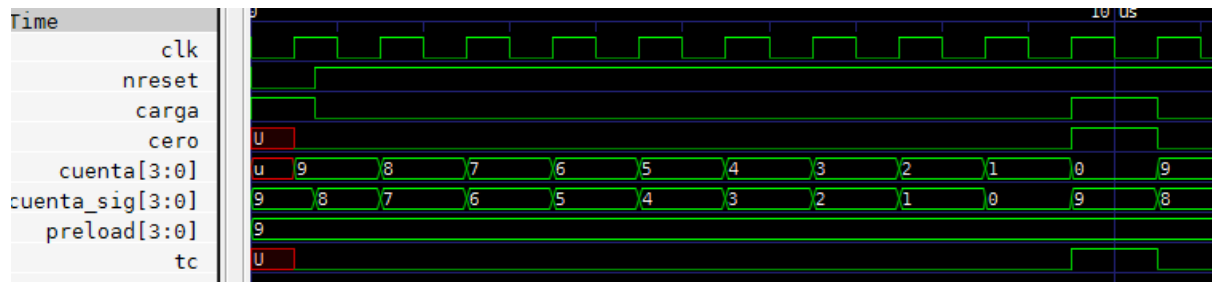 Time 0 10 us
clk
nreset
carga
cero U
cuenta[3:0] u 9 8 7 6 5 4 3 2 1 0 9
cuenta_sig[3:0] 9 8 7 6 5 4 3 2 1 0 9 8
preload[3:0] 9
tc U